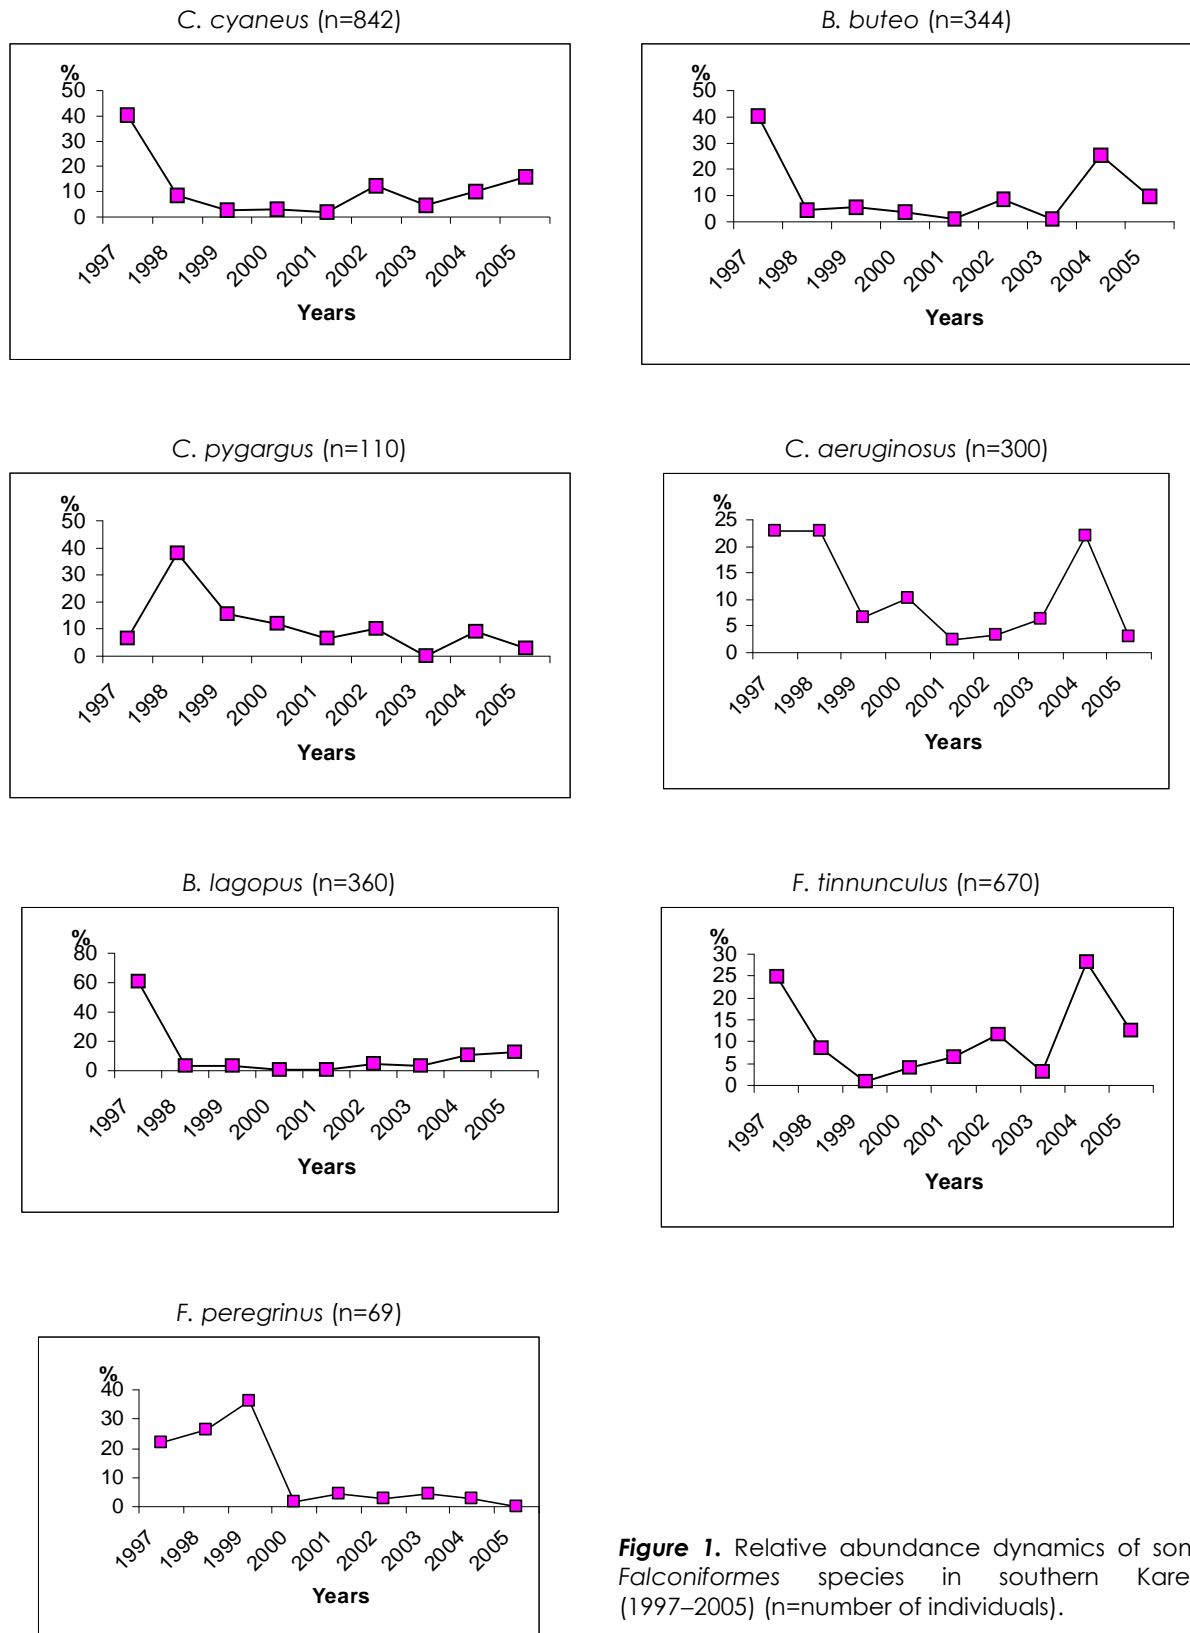 C. cyaneus (n=842)
%
50
40
30
20
10
0
1997 1998 1999 2000 2001 2002 2003 2004 2005
Years
B. buteo (n=344)
%
50
40
30
20
10
0
1997 1998 1999 2000 2001 2002 2003 2004 2005
Years
C. pygargus (n=110)
%
50
40
30
20
10
0
1997 1998 1999 2000 2001 2002 2003 2004 2005
Years
C. aeruginosus (n=300)
%
25
20
15
10
5
0
1997 1998 1999 2000 2001 2002 2003 2004 2005
Years
B. lagopus (n=360)
%
80
60
40
20
0
1997 1998 1999 2000 2001 2002 2003 2004 2005
Years
F. tinnunculus (n=670)
%
30
25
20
15
10
5
0
1997 1998 1999 2000 2001 2002 2003 2004 2005
Years
F. peregrinus (n=69)
%
40
30
20
10
0
1997 1998 1999 2000 2001 2002 2003 2004 2005
Years
Figure 1. Relative abundance dynamics of
Falconiformes species in southern
(1997–2005) (n=number of individuals).